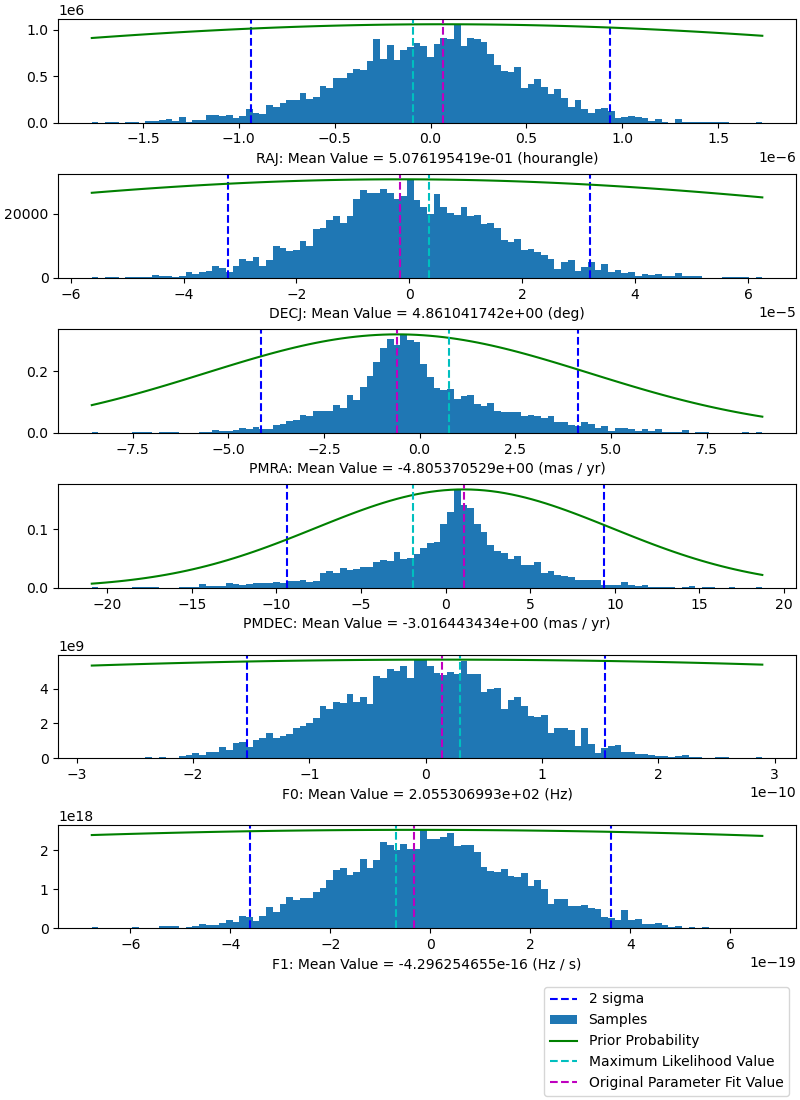 1e6
1.0
0.5
0.0
−1.5 −1.0 −0.5 0.0 0.5 1.0 1.5
1e−6
RAJ: Mean Value = 5.076195419e-01 (hourangle)
20000
0
−6 −4 −2 0 2 4 6
1e−5
DECJ: Mean Value = 4.861041742e+00 (deg)
0.2
0.0
−7.5 −5.0 −2.5 0.0 2.5 5.0 7.5
PMRA: Mean Value = -4.805370529e+00 (mas / yr)
0.1
0.0
−20 −15 −10 −5 0 5 10 15 20
PMDEC: Mean Value = -3.016443434e+00 (mas / yr)
1e9
4
2
0
−3 −2 −1 0 1 2 3
1e−10
F0: Mean Value = 2.055306993e+02 (Hz)
1e18
2
1
0
−6 −4 −2 0 2 4 6
1e−19
F1: Mean Value = -4.296254655e-16 (Hz / s)
2 sigma
Samples
Prior Probability
Maximum Likelihood Value
Original Parameter Fit Value